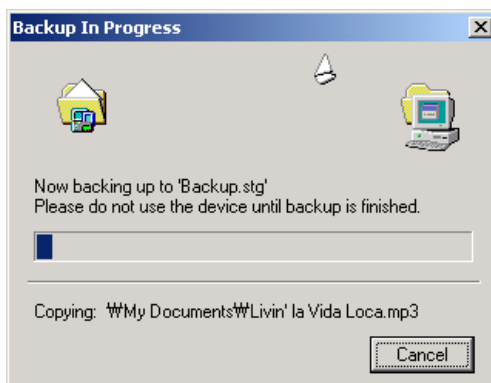 Backup In Progress
Now backing up to 'Backup.stg'
Please do not use the device until backup is finished.
Copying: ₩My Documents₩Livin' la Vida Loca.mp3
Cancel